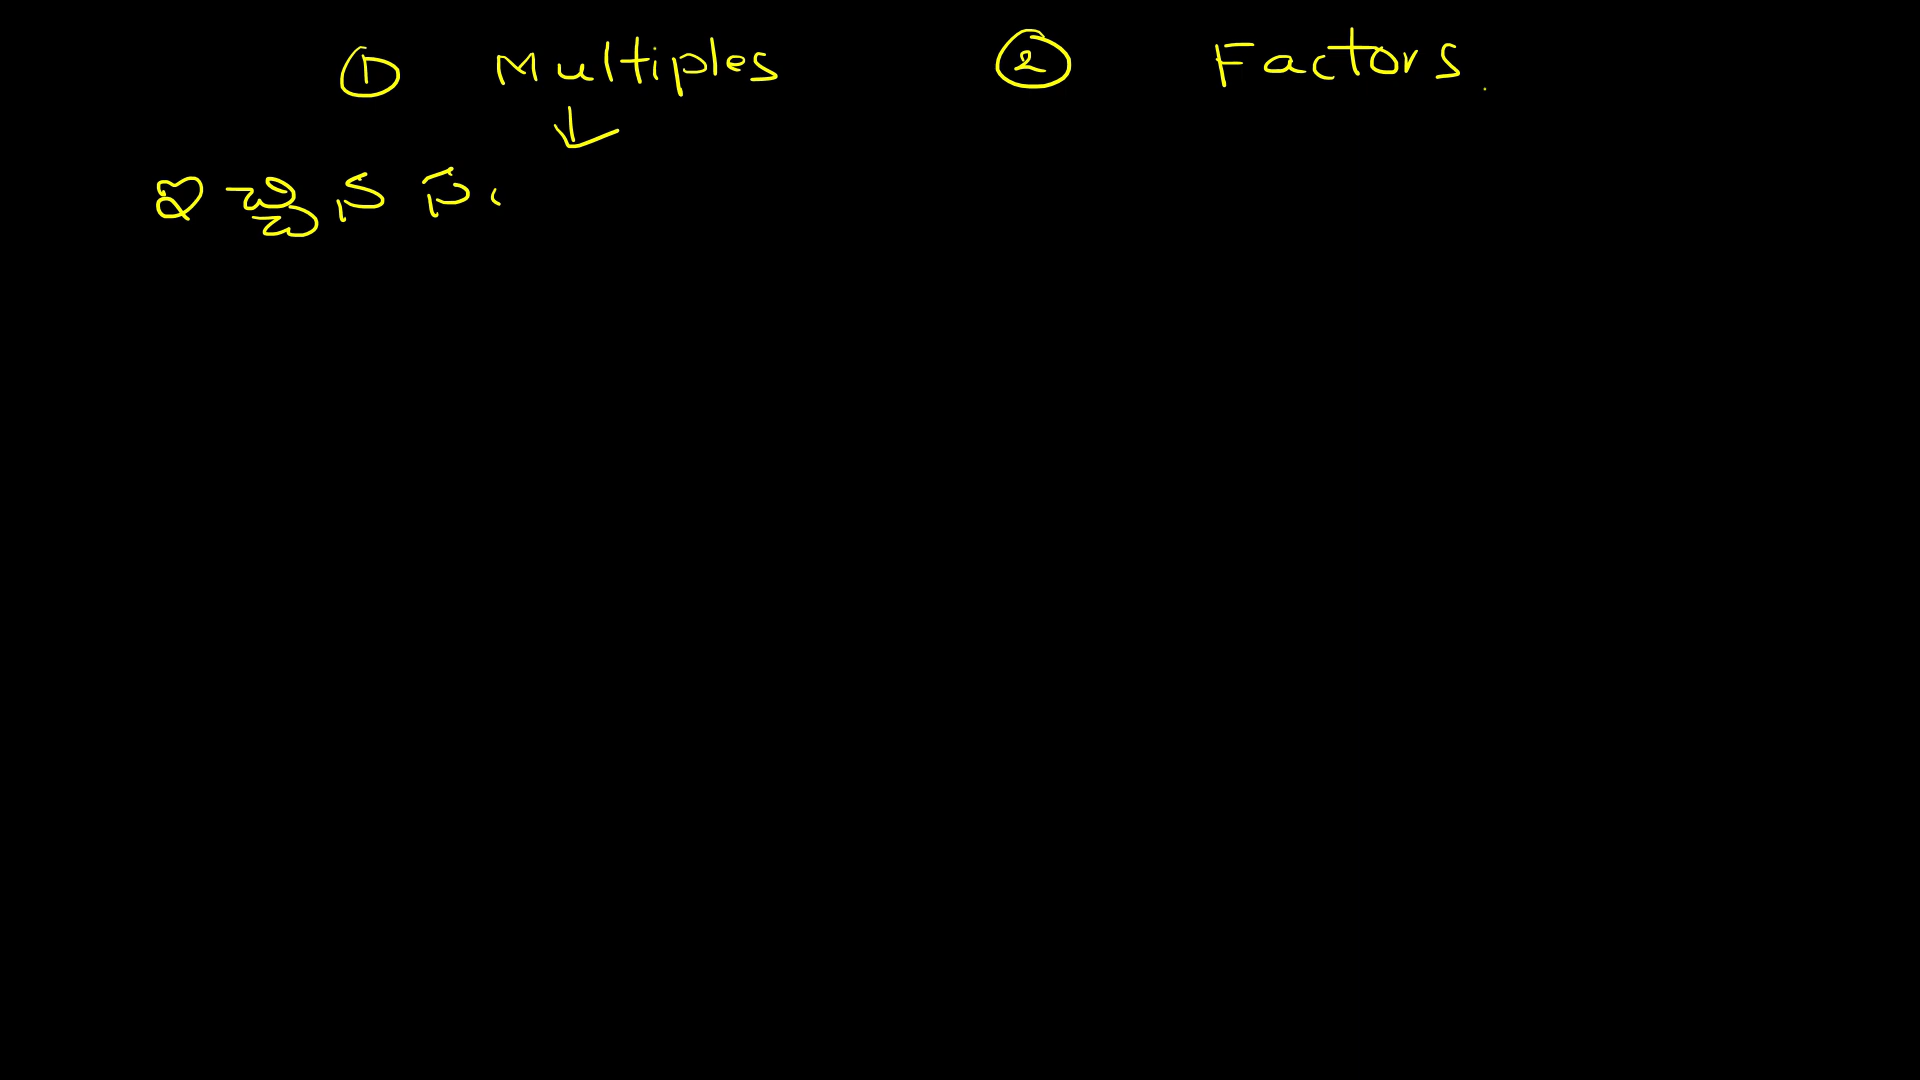 ① Multiples ② Factors.